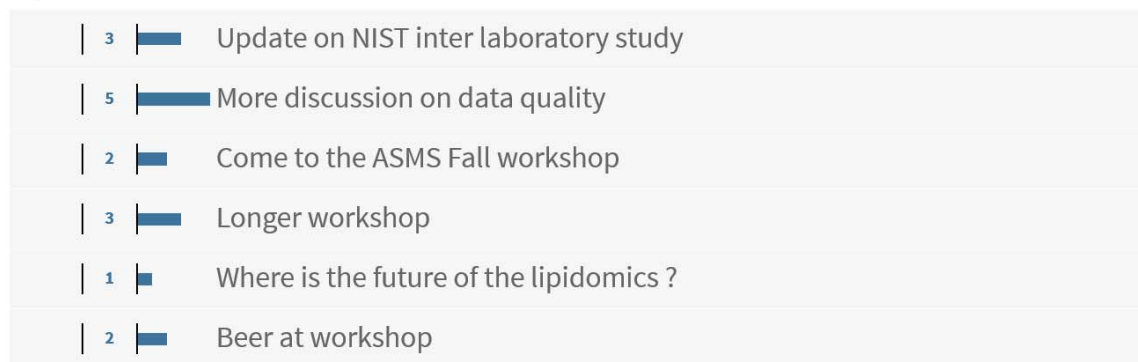 3 Update on NIST inter laboratory study
5 More discussion on data quality
2 Come to the ASMS Fall workshop
3 Longer workshop
1 Where is the future of the lipidomics ?
2 Beer at workshop